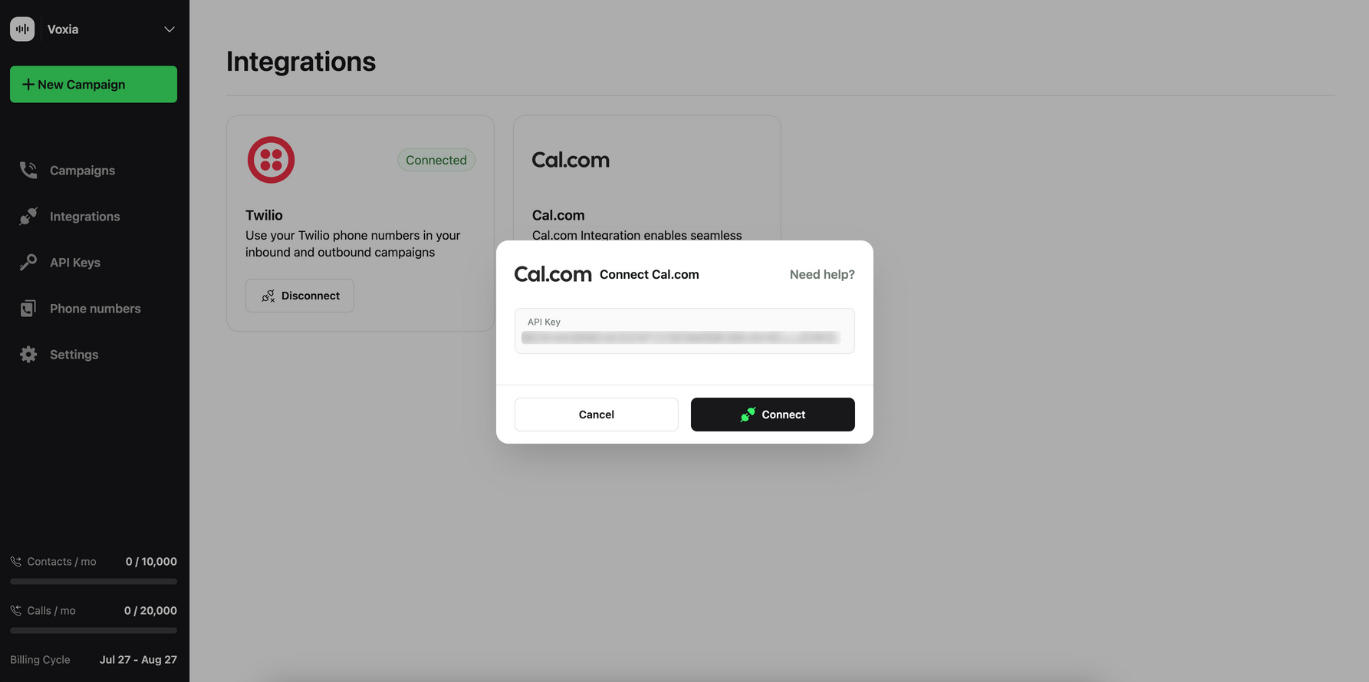 Voxia
New Campaign
Campaigns
Integrations
API Keys
Phone numbers
Settings
Contacts / mo 0 / 10,000
Calls / mo 0 / 20,000
Billing Cycle Jul 27 - Aug 27
Integrations
Connected
Twilio
Use your Twilio phone numbers in your
inbound and outbound campaigns
Disconnect
Cal.com
Cal.com
Cal.com Integration enables seamless
Cal.com Connect Cal.com Need help?
API Key
Cancel
Connect